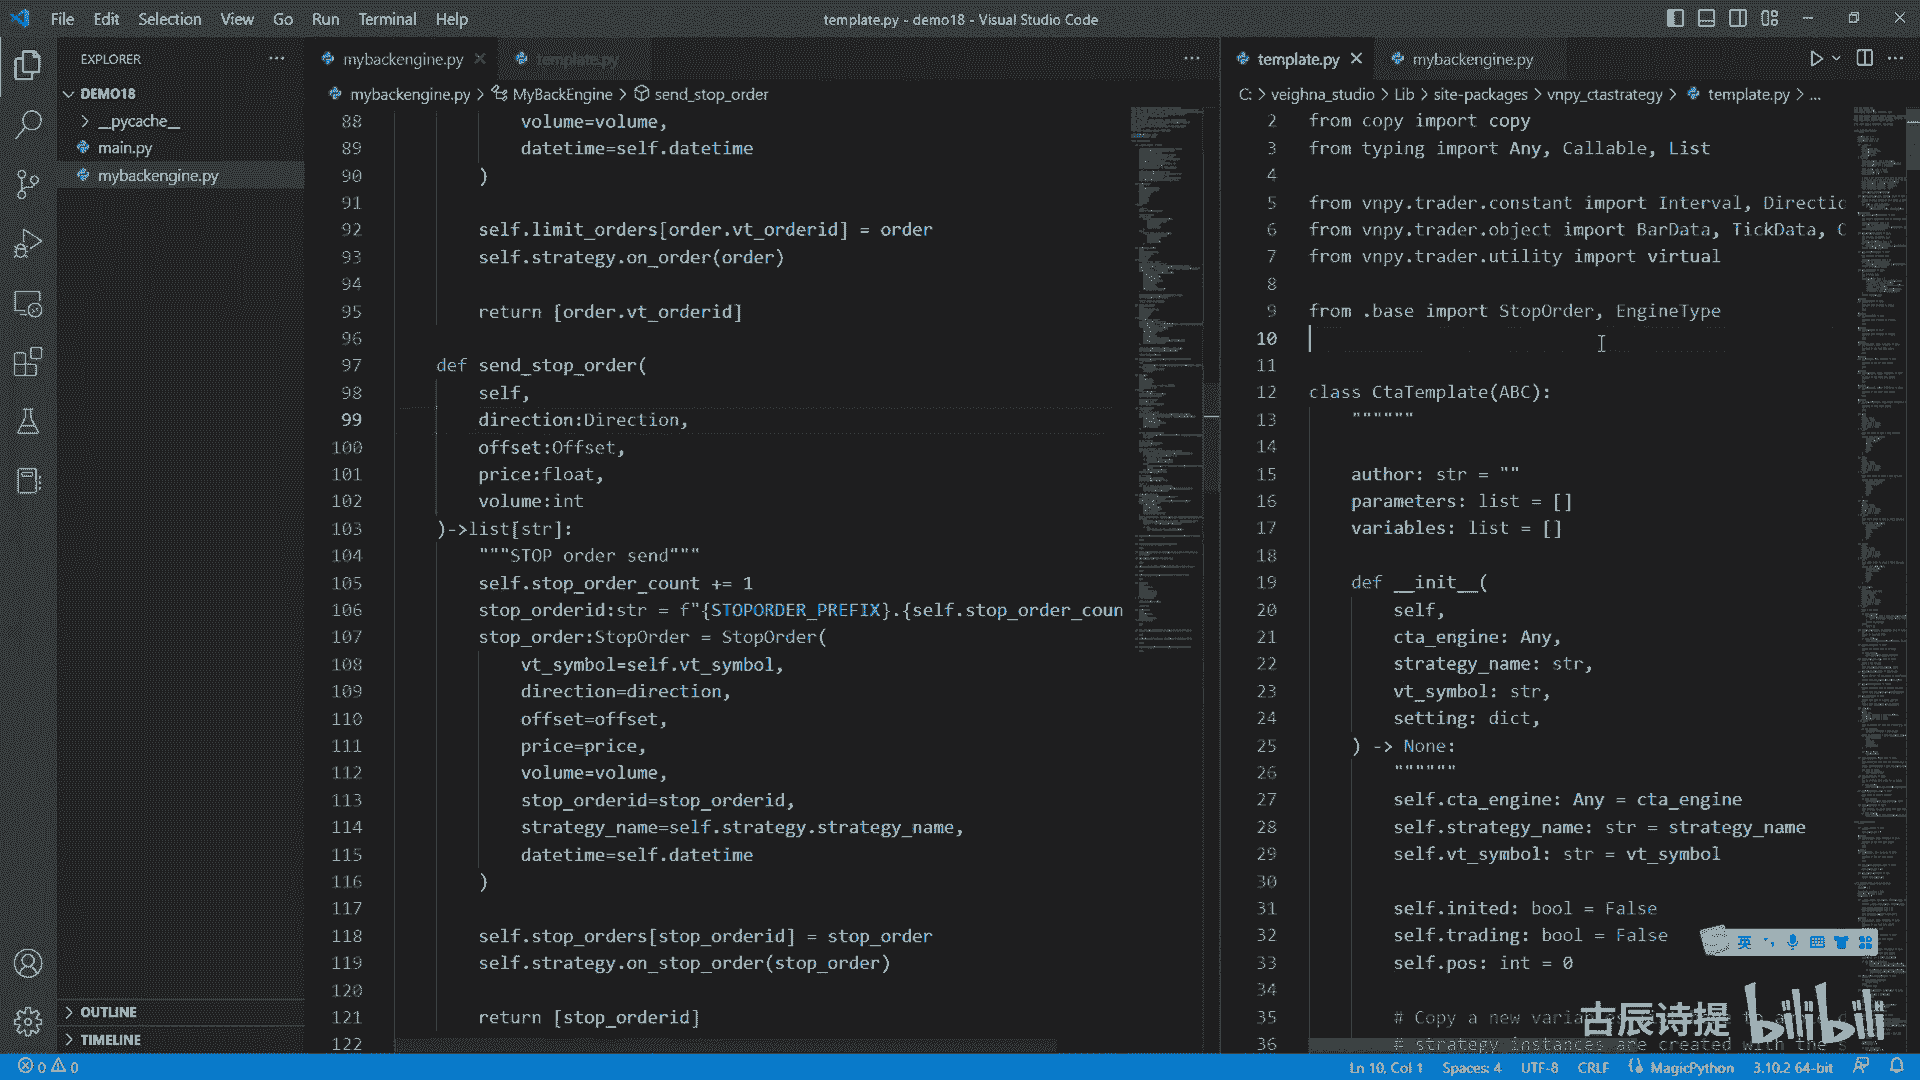 File Edit Selection View Go Run Terminal Help
template.py - demo18 - Visual Studio Code
EXPLORER
DEMO18
__pycache__
main.py
mybackengine.py
OUTLINE
TIMELINE
mybackengine.py
template.py
mybackengine.py > MyBackEngine > send_stop_order
88 volume=volume,
89 datetime=self.datetime
90 )
91
92 self.limit_orders[order.vt_orderid] = order
93 self.strategy.on_order(order)
94
95 return [order.vt_orderid]
96
97 def send_stop_order(
98 self,
99 direction:Direction,
100 offset:Offset,
101 price:float,
102 volume:int
103 )->list[str]:
104 """STOP order send"""
105 self.stop_order_count += 1
106 stop_orderid:str = f"{STOPORDER_PREFIX}.{self.stop_order_coun
107 stop_order:StopOrder = StopOrder(
108 vt_symbol=self.vt_symbol,
109 direction=direction,
110 offset=offset,
111 price=price,
112 volume=volume,
113 stop_orderid=stop_orderid,
114 strategy_name=self.strategy.strategy_name,
115 datetime=self.datetime
116 )
117
118 self.stop_orders[stop_orderid] = stop_order
119 self.strategy.on_stop_order(stop_order)
120
121 return [stop_orderid]
122
template.py
mybackengine.py
C: > veighna_studio > Lib > site-packages > vnpy_ctastrategy > template.py > ...
2 from copy import copy
3 from typing import Any, Callable, List
4
5 from vnpy.trader.constant import Interval, Directic
6 from vnpy.trader.object import BarData, TickData, C
7 from vnpy.trader.utility import virtual
8
9 from .base import StopOrder, EngineType
10
11
12 class CtaTemplate(ABC):
13 """"""
14
15 author: str = ""
16 parameters: list = []
17 variables: list = []
18
19 def __init__(
20 self,
21 cta_engine: Any,
22 strategy_name: str,
23 vt_symbol: str,
24 setting: dict,
25 ) -> None:
26 """"""
27 self.cta_engine: Any = cta_engine
28 self.strategy_name: str = strategy_name
29 self.vt_symbol: str = vt_symbol
30
31 self.inited: bool = False
32 self.trading: bool = False
33 self.pos: int = 0
34
35 # Copy a new variables
36 # strategy instances are created with the s
英
古辰诗提 bilibili
0 0
Ln 10, Col 1 Spaces: 4 UTF-8 CRLF MagicPython 3.10.2 64-bit